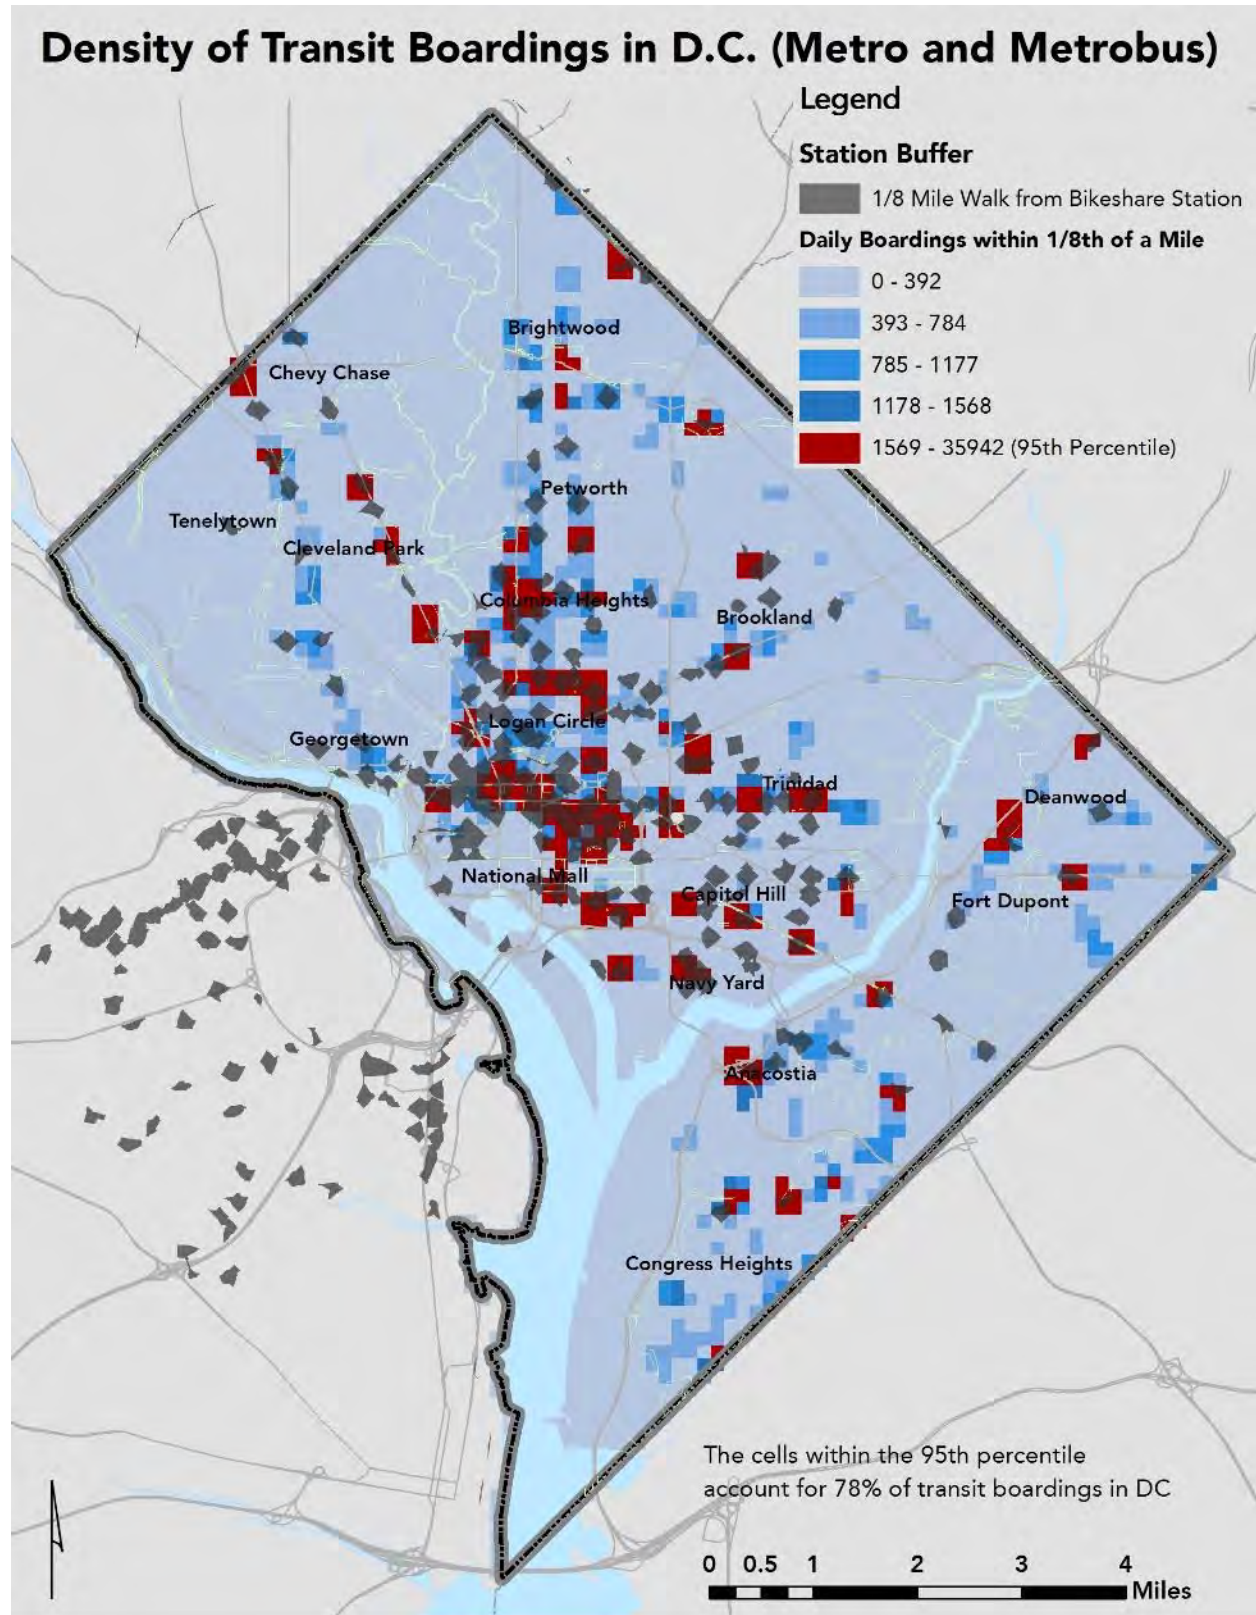 Density of Transit Boardings in D.C. (Metro and Metrobus)
Legend
Station Buffer
1/8 Mile Walk from Bikeshare Station
Daily Boardings within 1/8th of a Mile
0 - 392
393 - 784
785 - 1177
1178 - 1568
1569 - 35942 (95th Percentile)
Brightwood
Chevy Chase
Petworth
Tenelytown
Cleveland Park
Columbia Heights
Brookland
Logan Circle
Georgetown
Trinidad
Deanwood
National Mall
Capitol Hill
Fort Dupont
Navy Yard
Anacostia
Congress Heights
The cells within the 95th percentile
account for 78% of transit boardings in DC
0 0.5 1 2 3 4
Miles